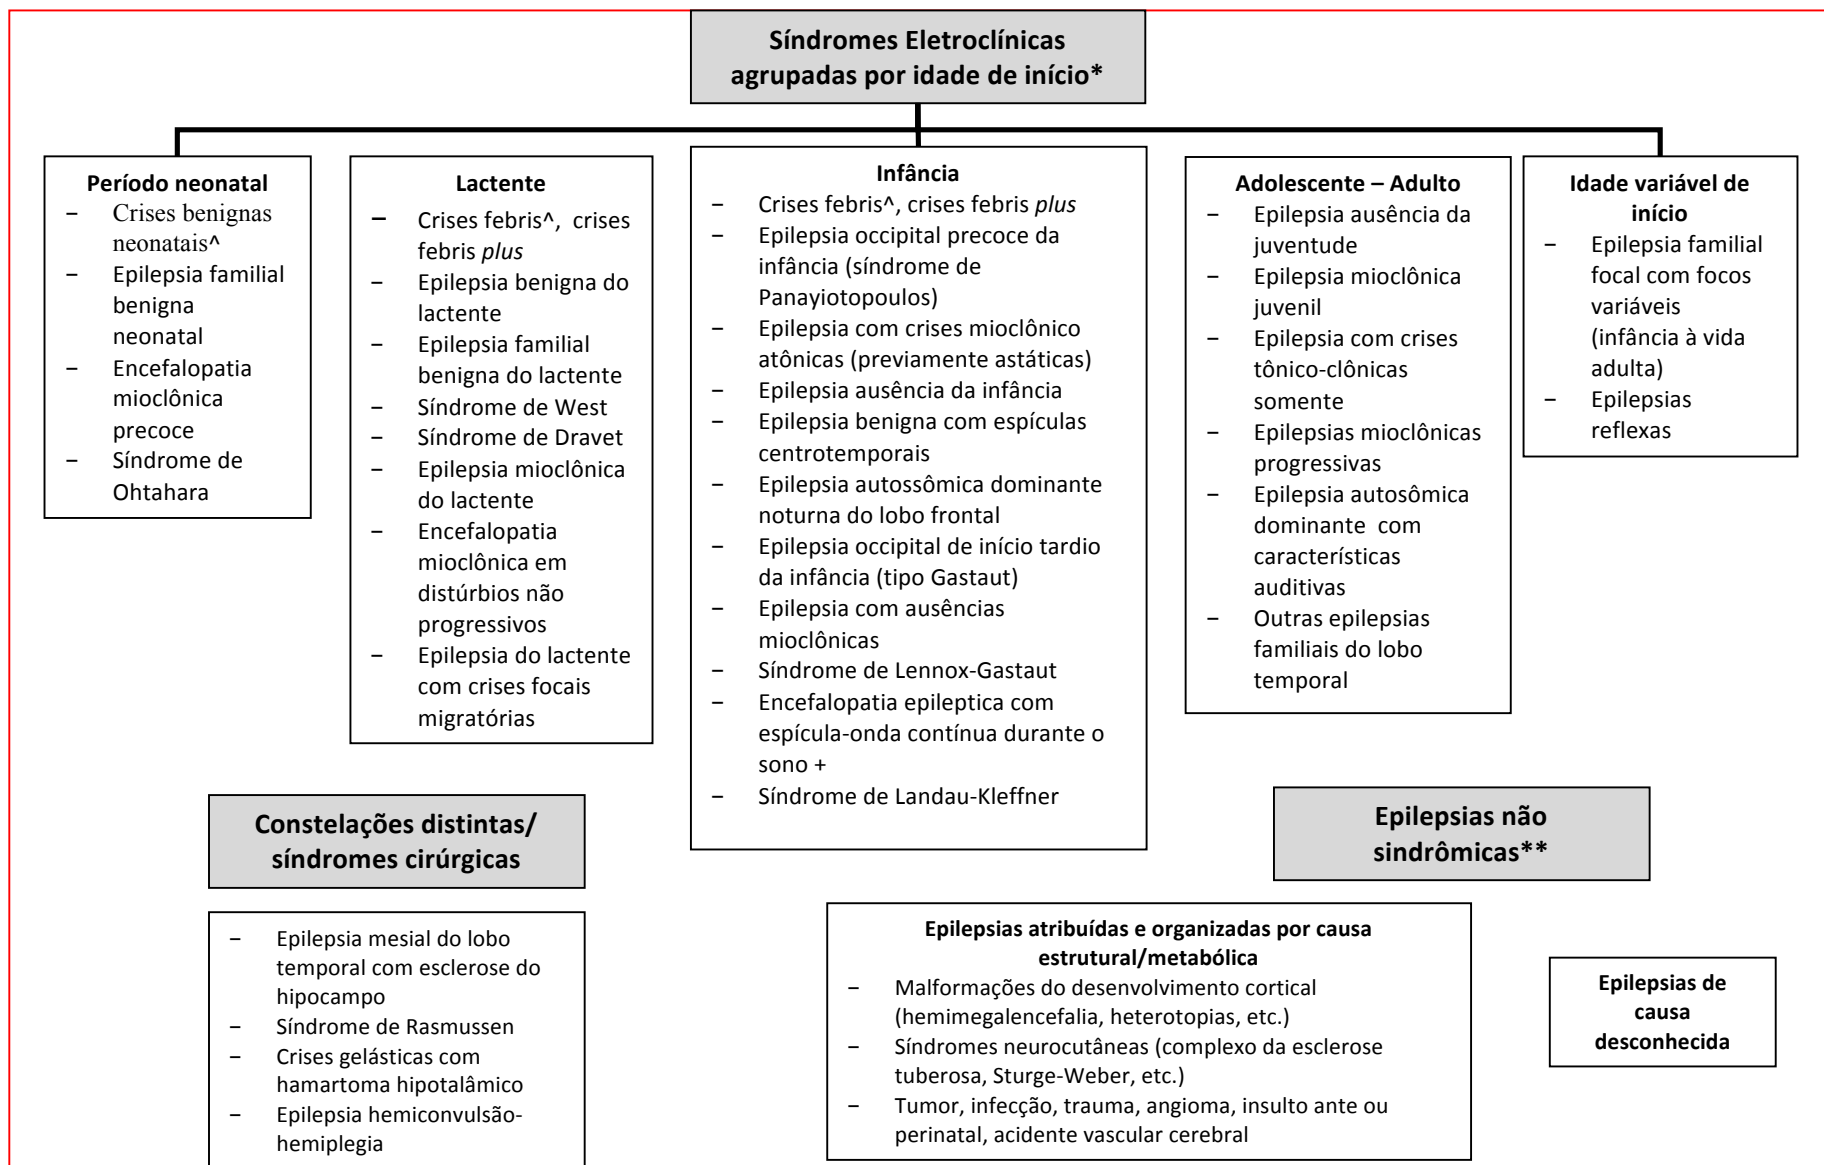 Síndromes Eletroclínicas
agrupadas por idade de início*
Período neonatal
– Crises benignas
neonatais^
– Epilepsia familial
benigna
neonatal
– Encefalopatia
mioclônica
precoce
– Síndrome de
Ohtahara
Lactente
– Crises febris^, crises
febris plus
– Epilepsia benigna do
lactente
– Epilepsia familial
benigna do lactente
– Síndrome de West
– Síndrome de Dravet
– Epilepsia mioclônica
do lactente
– Encefalopatia
mioclônica em
distúrbios não
progressivos
– Epilepsia do lactente
com crises focais
migratórias
Infância
– Crises febris^, crises febris plus
– Epilepsia occipital precoce da
infância (síndrome de
Panayiotopoulos)
– Epilepsia com crises mioclônico
atônicas (previamente astáticas)
– Epilepsia ausência da infância
– Epilepsia benigna com espículas
centrotemporais
– Epilepsia autossômica dominante
noturna do lobo frontal
– Epilepsia occipital de início tardio
da infância (tipo Gastaut)
– Epilepsia com ausências
mioclônicas
– Síndrome de Lennox-Gastaut
– Encefalopatia epileptica com
espícula-onda contínua durante o
sono +
– Síndrome de Landau-Kleffner
Adolescente – Adulto
– Epilepsia ausência da
juventude
– Epilepsia mioclônica
juvenil
– Epilepsia com crises
tônico-clônicas
somente
– Epilepsias mioclônicas
progressivas
– Epilepsia autosômica
dominante com
característicias
auditivas
– Outras epilepsias
familiais do lobo
temporal
Idade variável de
início
– Epilepsia familial
focal com focos
variáveis
(infância à vida
adulta)
– Epilepsias
reflexas
Constelações distintas/
síndromes cirúrgicas
– Epilepsia mesial do lobo
temporal com esclerose do
hipocampo
– Síndrome de Rasmussen
– Crises gelásticas com
hamartoma hipotalâmico
– Epilepsia hemiconvulsão-
hemiplegia
Epilepsias não
sindrômicas**
Epilepsias atribuídas e organizadas por causa
estrutural/metabólica
– Malformações do desenvolvimento cortical
(hemimegalencefalia, heterotopias, etc.)
– Síndromes neurocutâneas (complexo da esclerose
tuberosa, Sturge-Weber, etc.)
– Tumor, infecção, trauma, angioma, insulto ante ou
perinatal, acidente vascular cerebral
Epilepsias de
causa
desconhecida